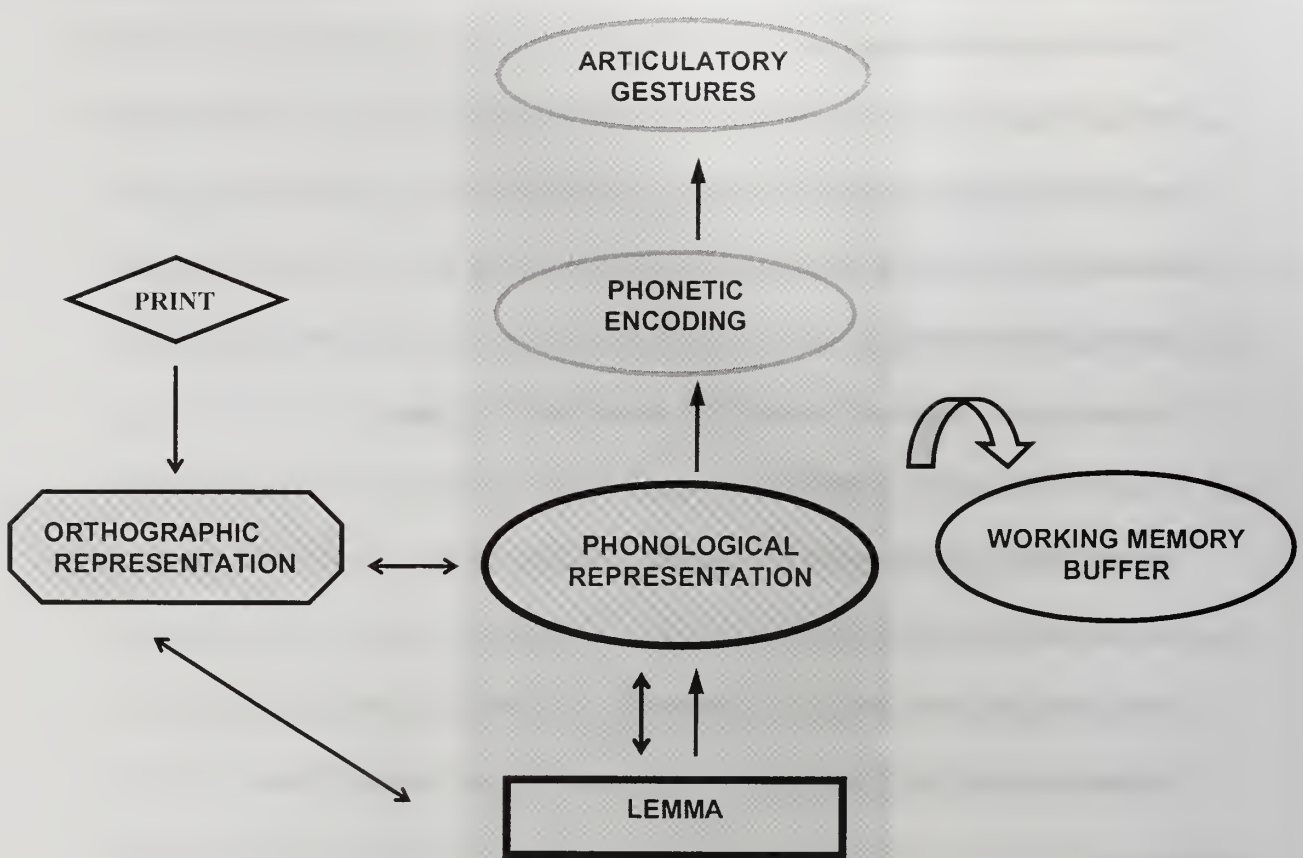 ARTICULATORY
GESTURES
PHONETIC
ENCODING
PRINT
ORTHOGRAPHIC
REPRESENTATION
PHONOLOGICAL
REPRESENTATION
WORKING MEMORY
BUFFER
LEMMA